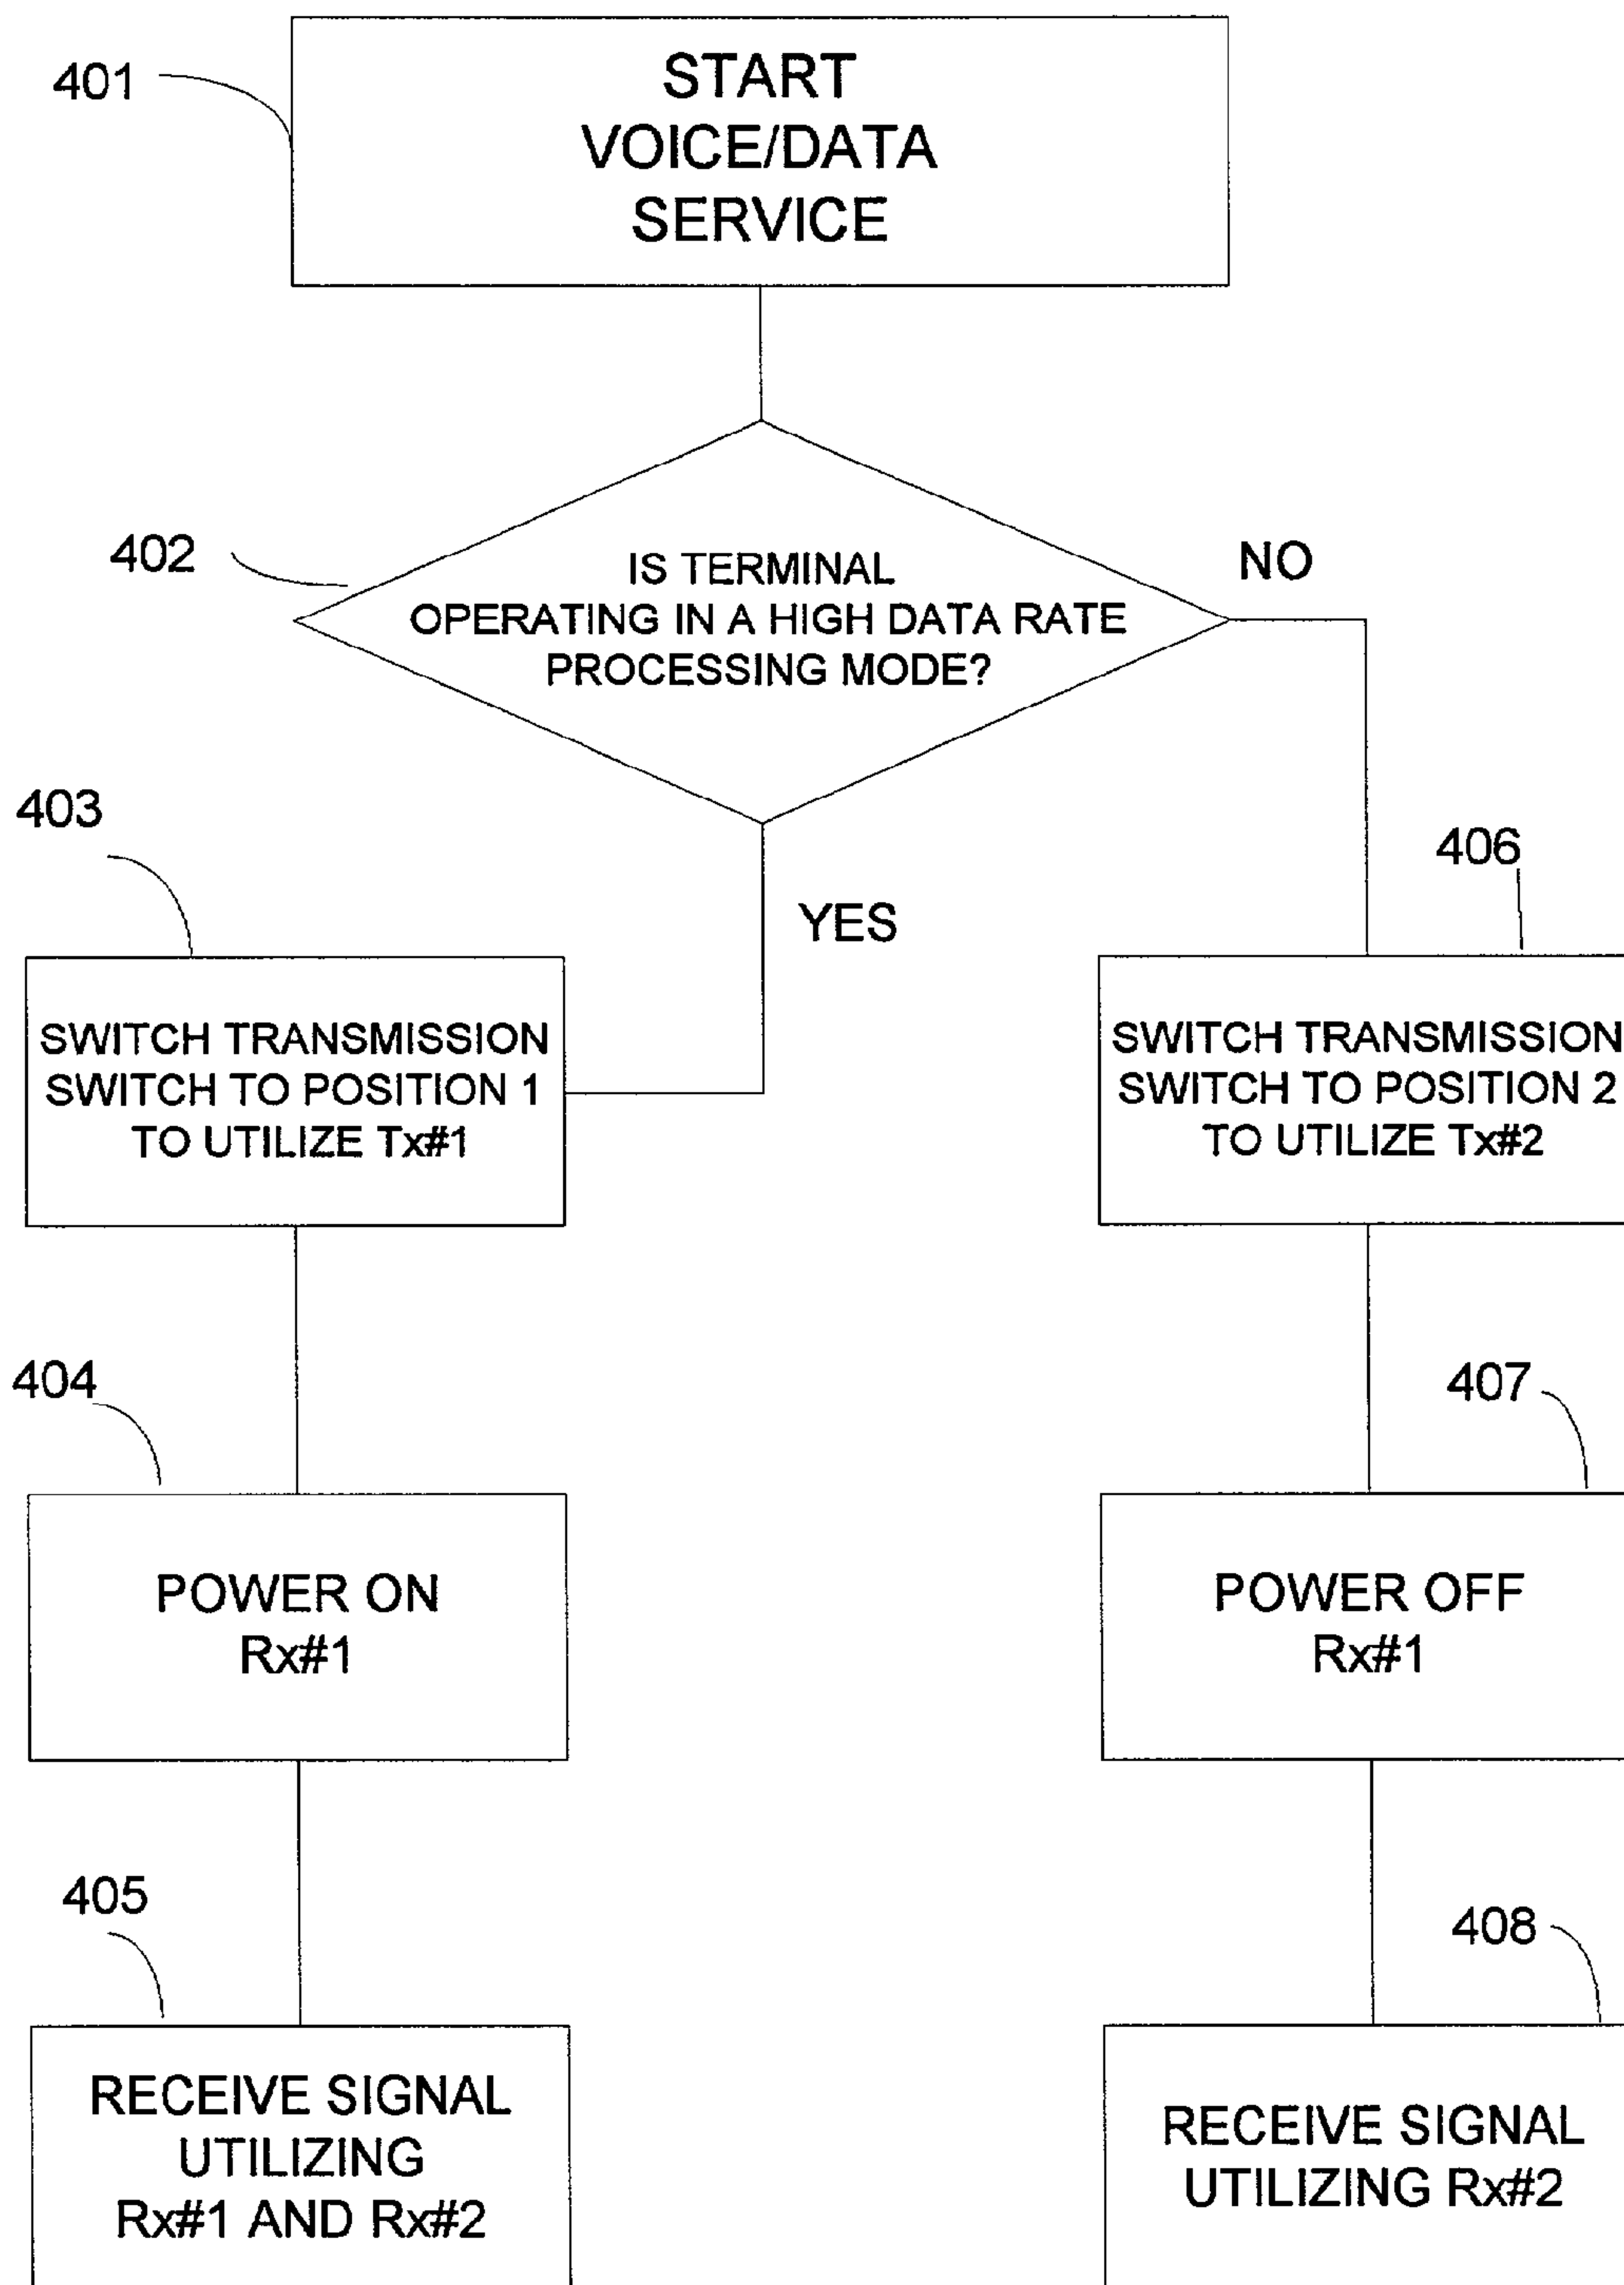 401
START
VOICE/DATA
SERVICE
402
IS TERMINAL
OPERATING IN A HIGH DATA RATE
PROCESSING MODE?
NO
YES
403
SWITCH TRANSMISSION
SWITCH TO POSITION 1
TO UTILIZE Tx#1
406
SWITCH TRANSMISSION
SWITCH TO POSITION 2
TO UTILIZE Tx#2
404
POWER ON
Rx#1
407
POWER OFF
Rx#1
405
RECEIVE SIGNAL
UTILIZING
Rx#1 AND Rx#2
408
RECEIVE SIGNAL
UTILIZING Rx#2